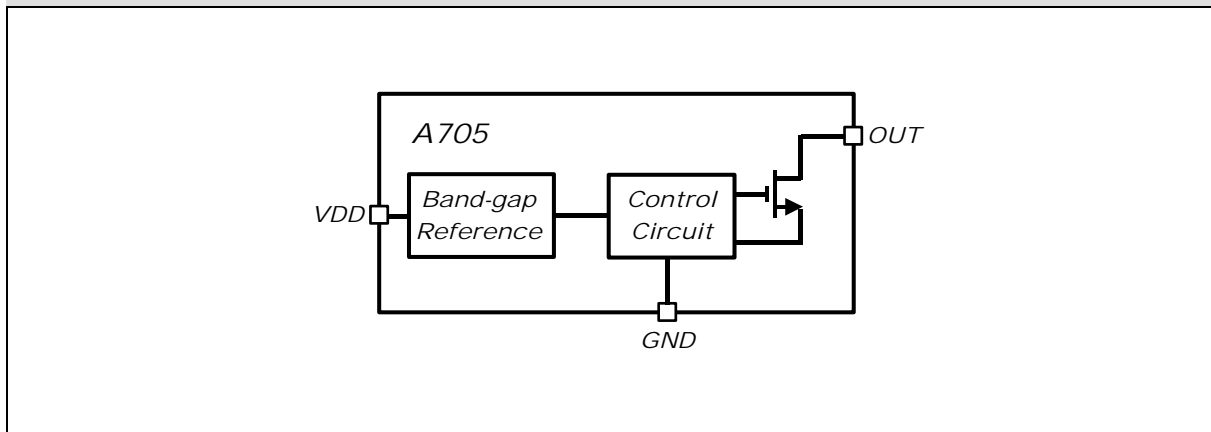 A705
OUT
VDD
Band-gap
Reference
Control
Circuit
GND